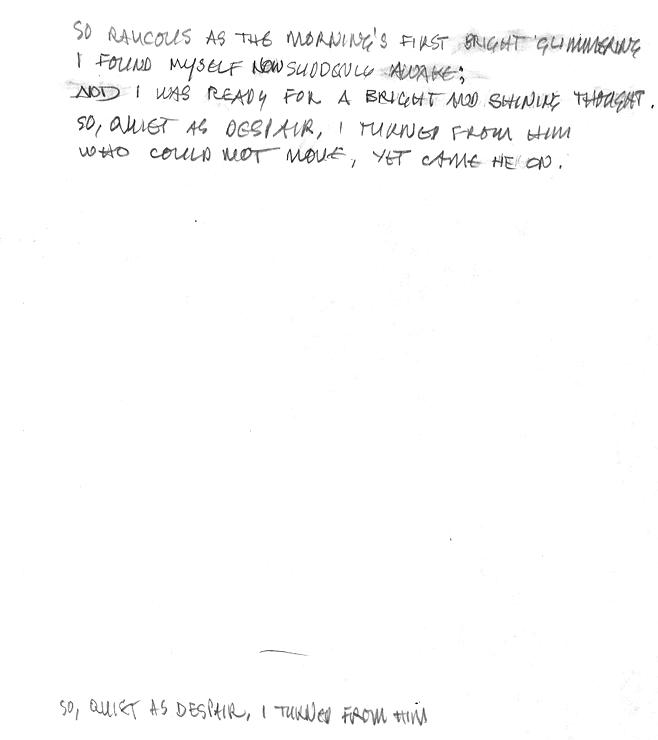 SO RAUCOUS AS THE MORNING'S FIRST BRIGHT GLIMMERING
I FOUND MYSELF NOW SUDDENLY AWAKE;
AND I WAS READY FOR A BRIGHT AND SHINING THOUGHT.
SO, QUIET AS DESPAIR, I TURNED FROM HIM
WHO COULD NOT MOVE, YET CAME HE ON.
SO, QUIET AS DESPAIR, I TURNED FROM HIM